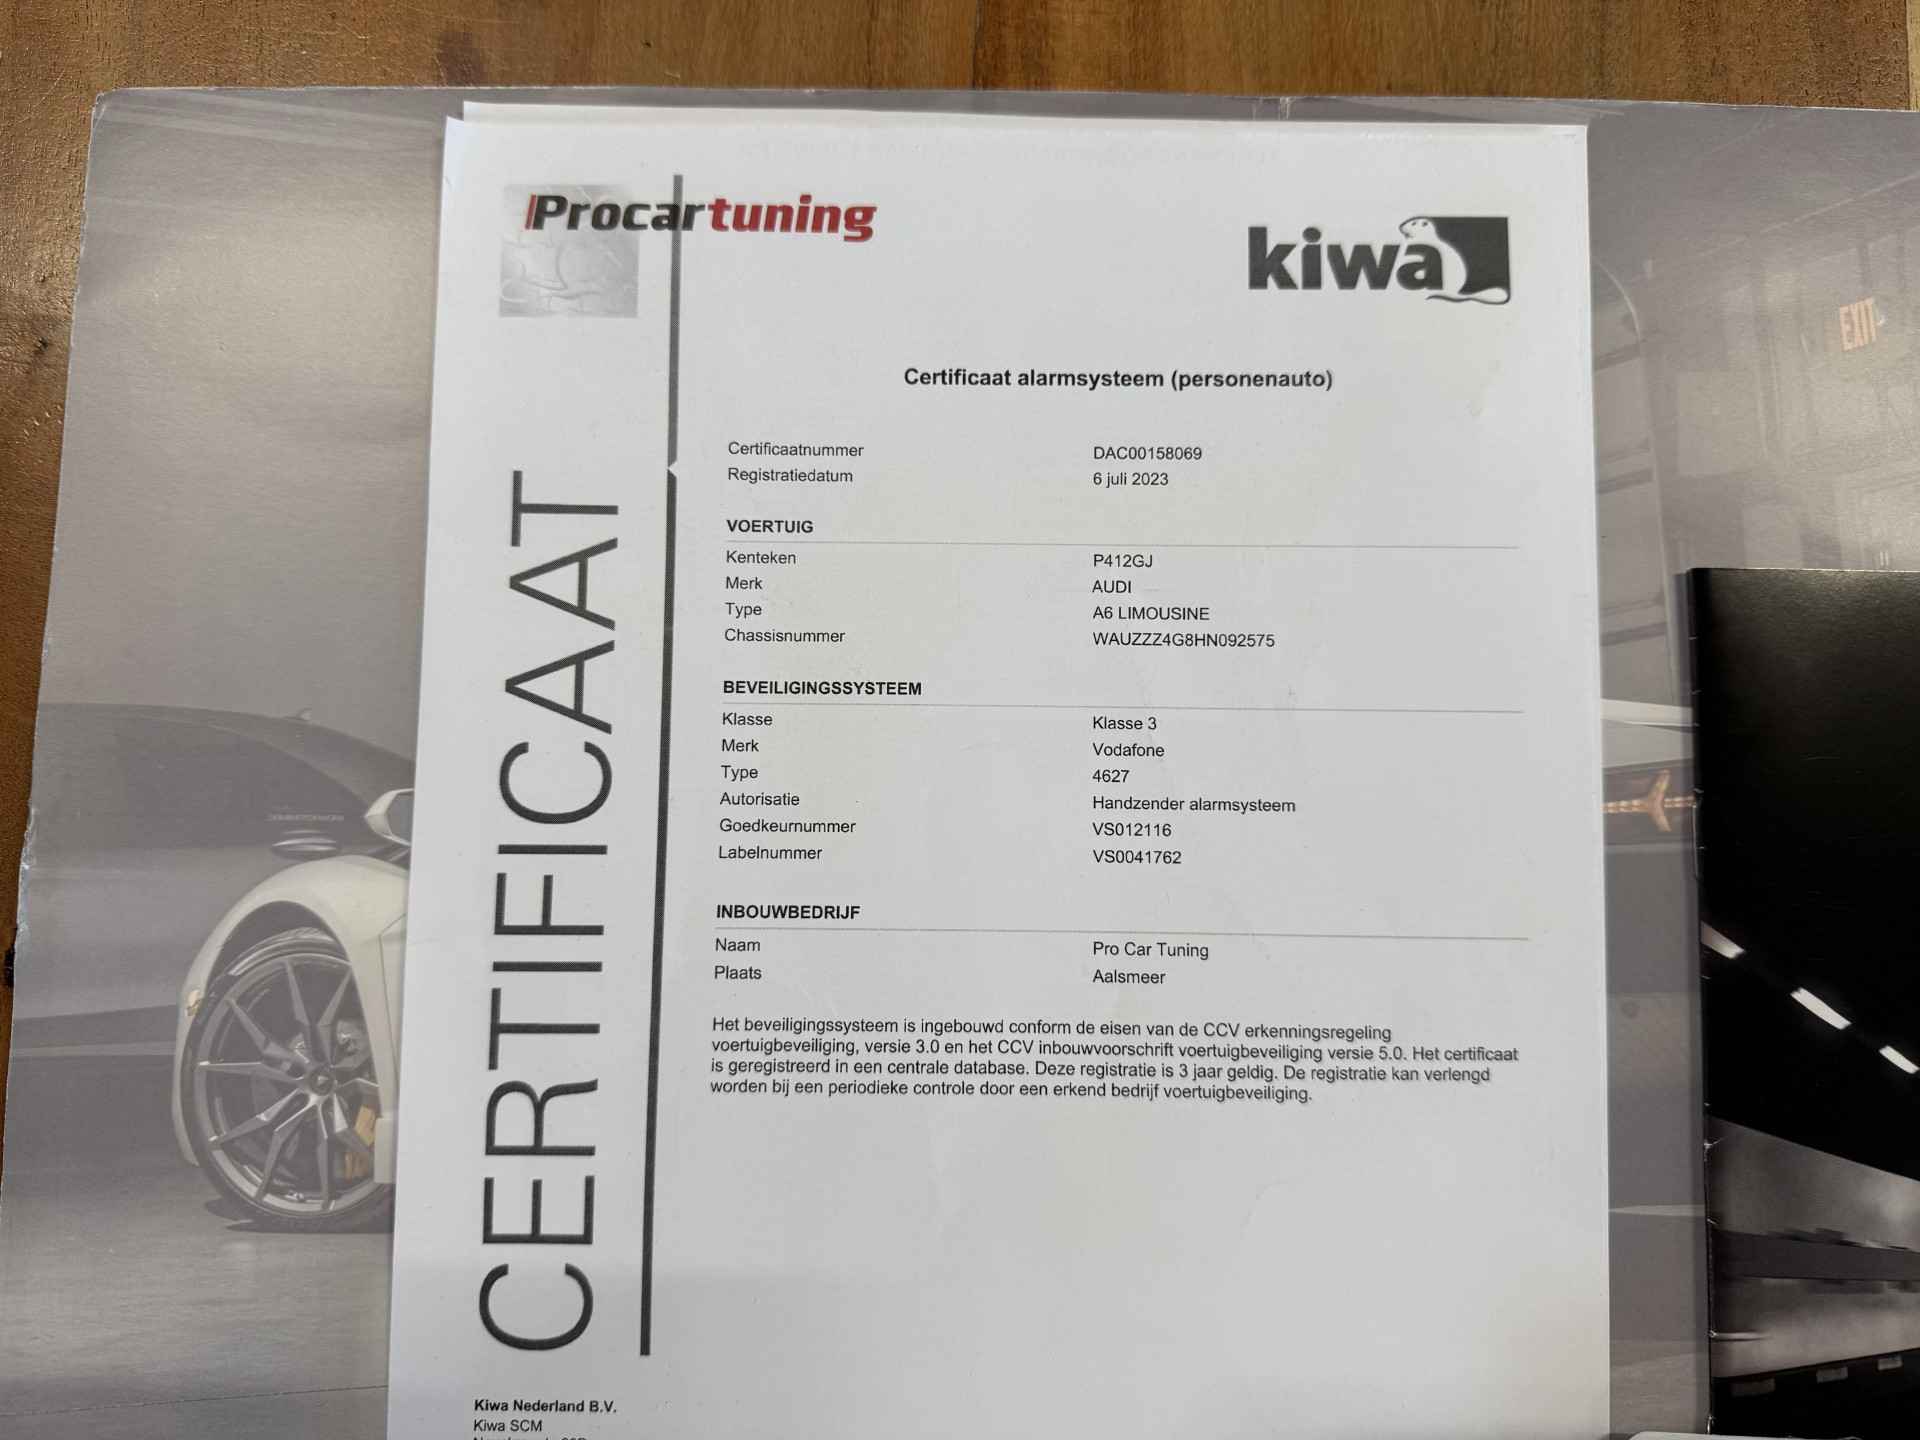 Procartuning
kiwa
EXIT
Certificaat alarmsysteem (personenauto)
CERTIFICAAT
Certificaatnummer DAC00158069
Registratiedatum 6 juli 2023
VOERTUIG
Kenteken P412GJ
Merk AUDI
Type A6 LIMOUSINE
Chassisnummer WAUZZZ4G8HN092575
BEVEILIGINGSSYSTEEM
Klasse Klasse 3
Merk Vodafone
Type 4627
Autorisatie Handzender alarmsysteem
Goedkeurnummer VS012116
Labelnummer VS0041762
INBOUWBEDRIJF
Naam Pro Car Tuning
Plaats Aalsmeer
Het beveiligingssysteem is ingebouwd conform de eisen van de CCV erkenningsregeling
voertuigbeveiliging, versie 3.0 en het CCV inbouwvoorschrift voertuigbeveiliging versie 5.0. Het certificaat
is geregistreerd in een centrale database. Deze registratie is 3 jaar geldig. De registratie kan verlengd
worden bij een periodieke controle door een erkend bedrijf voertuigbeveiliging.
Kiwa Nederland B.V.
Kiwa SCM